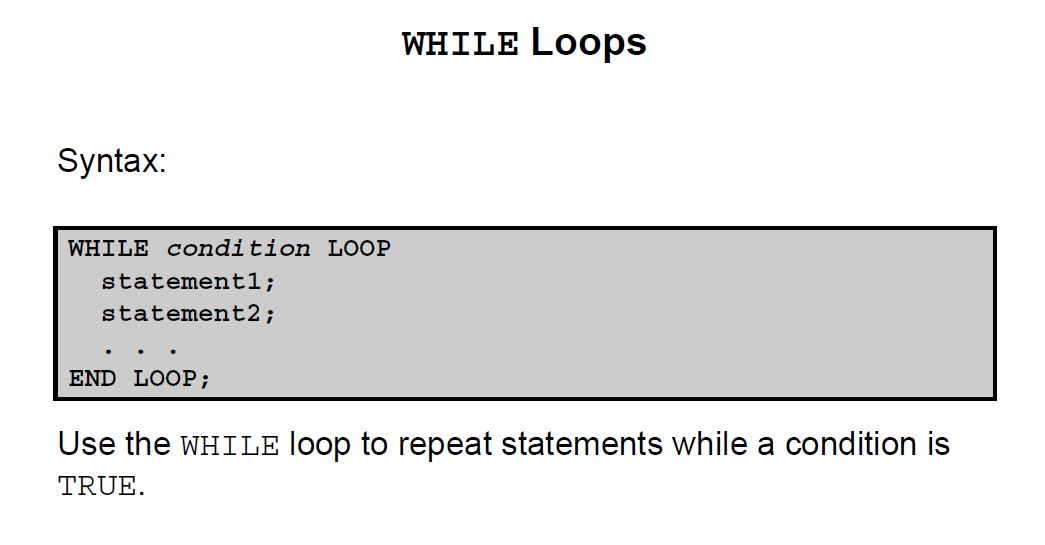 WHILE Loops
Syntax:
WHILE condition LOOP
statement1;
statement2;
. . .
END LOOP;
Use the WHILE loop to repeat statements while a condition is
TRUE.